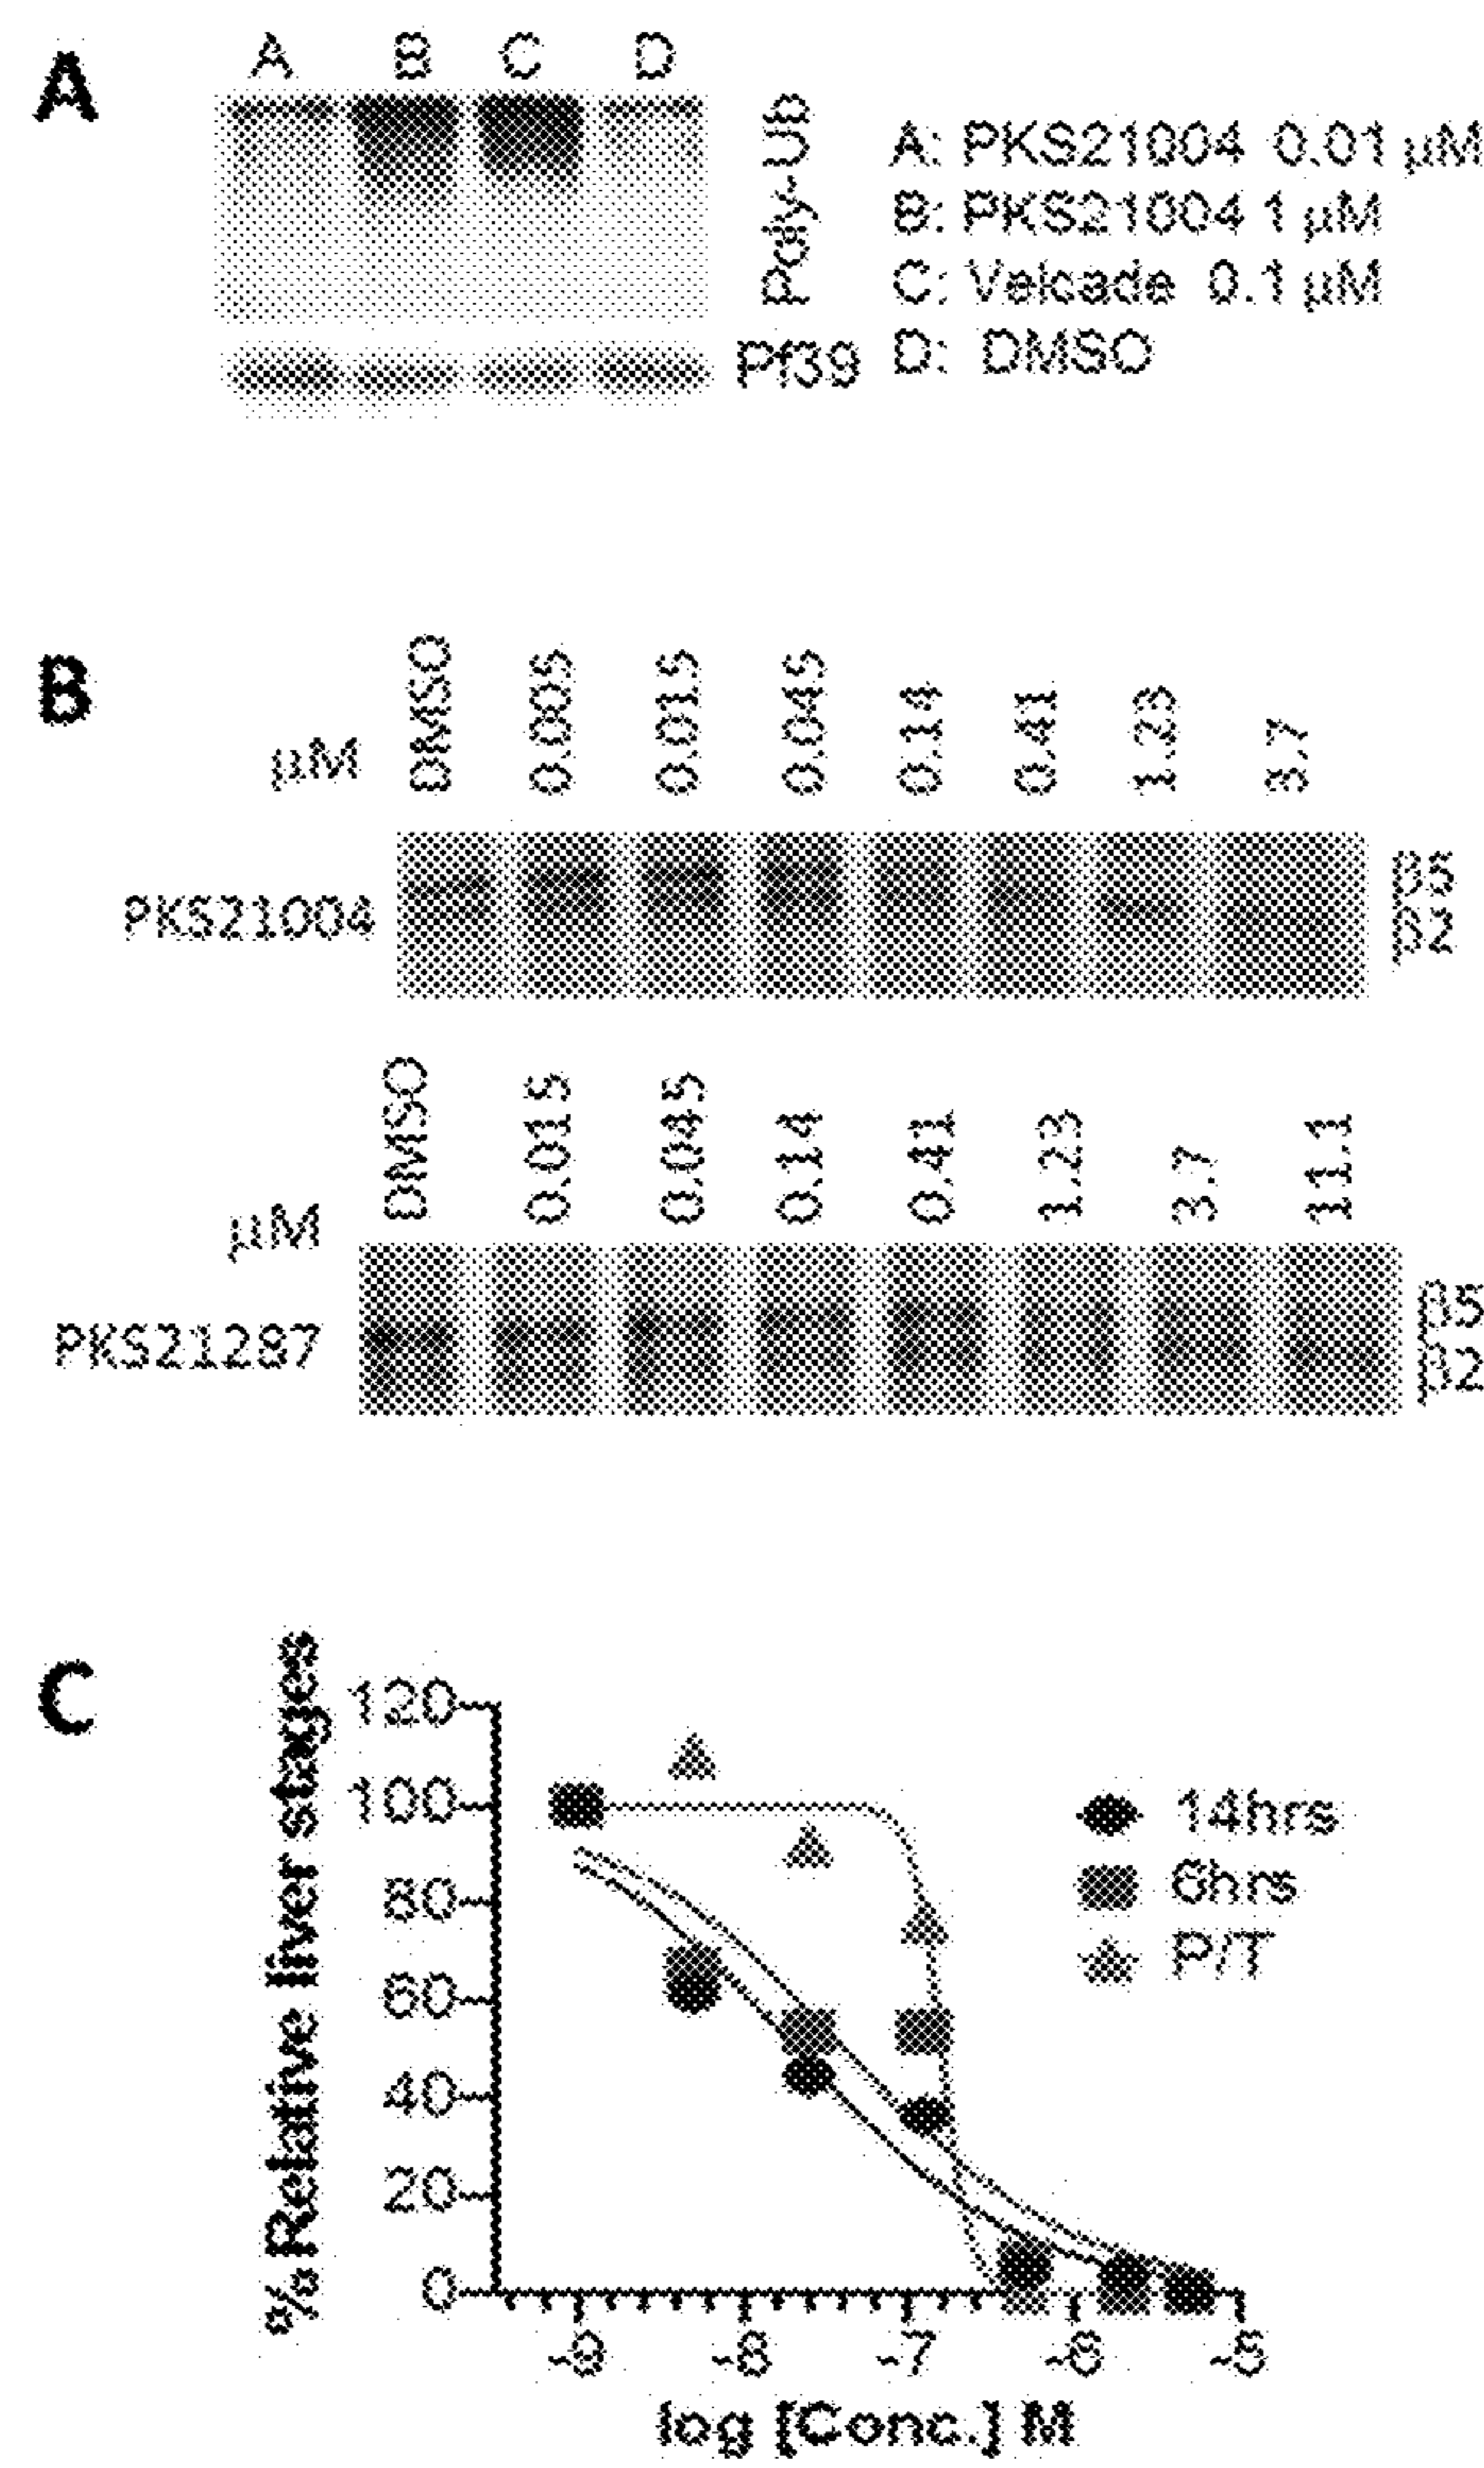 A
A B C D
Poly-Ub
Pf39
A: PKS21004 0.01 µM
B: PKS21004 1 µM
C: Velcade 0.1 µM
D: DMSO
B
µM DMSO 0.005 0.015 0.045 0.14 0.41 1.23 3.7
PKS21004
β5
β2
µM DMSO 0.015 0.045 0.14 0.41 1.23 3.7 11.1
PKS21287
β5
β2
C
% Relative liver stages
120
100
80
60
40
20
0
-9 -8 -7 -6 -5
log [Conc.] M
14hrs
6hrs
P/T